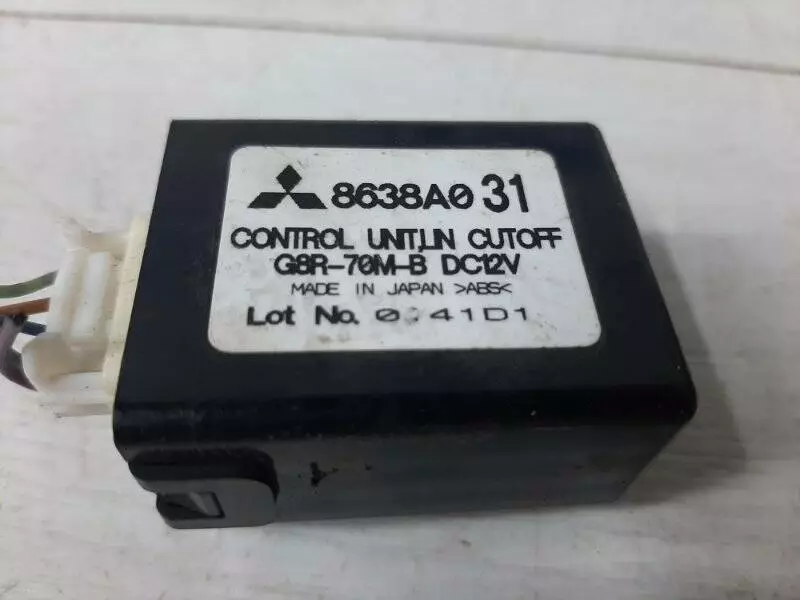 8638A031
CONTROL UNIT,IN CUTOFF
G8R-70M-B DC12V
MADE IN JAPAN >ABS<
Lot No.